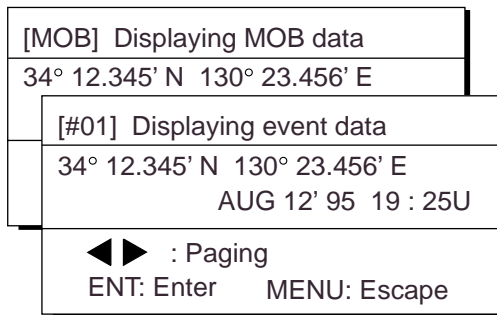 [MOB] Displaying MOB data
34° 12.345’ N 130° 23.456’ E
[#01] Displaying event data
34° 12.345’ N 130° 23.456’ E
AUG 12’ 95 19 : 25U
◀ ▶ : Paging
ENT: Enter MENU: Escape